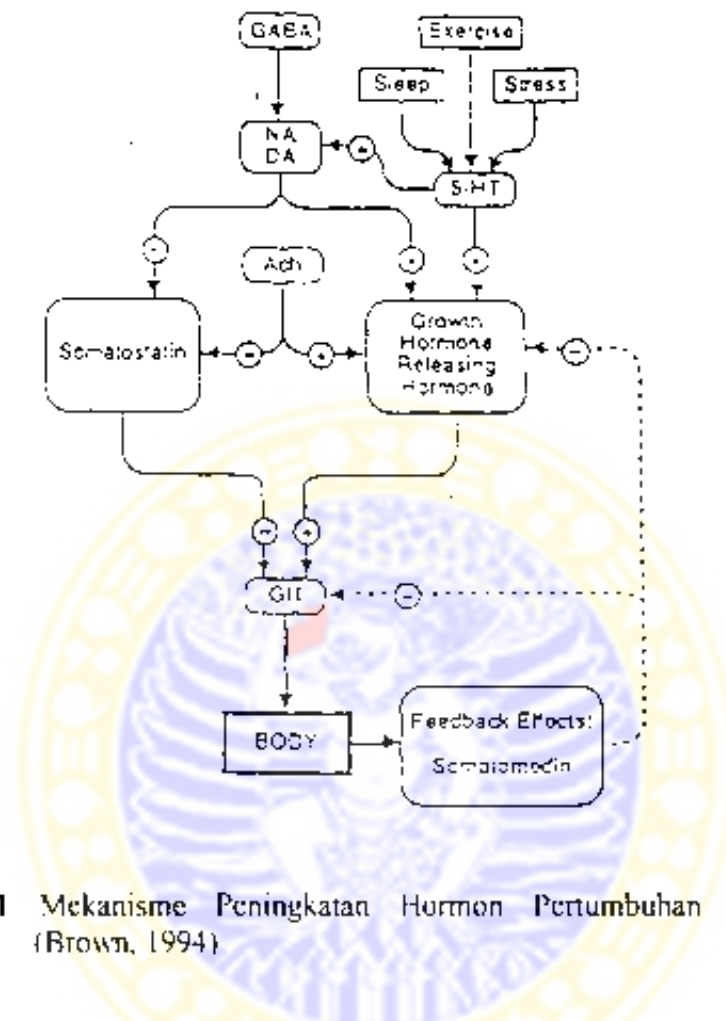 GABA
Exercise
Sleep
Stress
NA
DA
+
5-HT
-
Ach
+
+
Somatostatin
-
+
Growth
Hormone
Releasing
Hormone
-
-
+
GH
-
BODY
Feedback Effects:
Somatomedin
1 Mekanisme Peningkatan Hormon Pertumbuhan
(Brown, 1994)